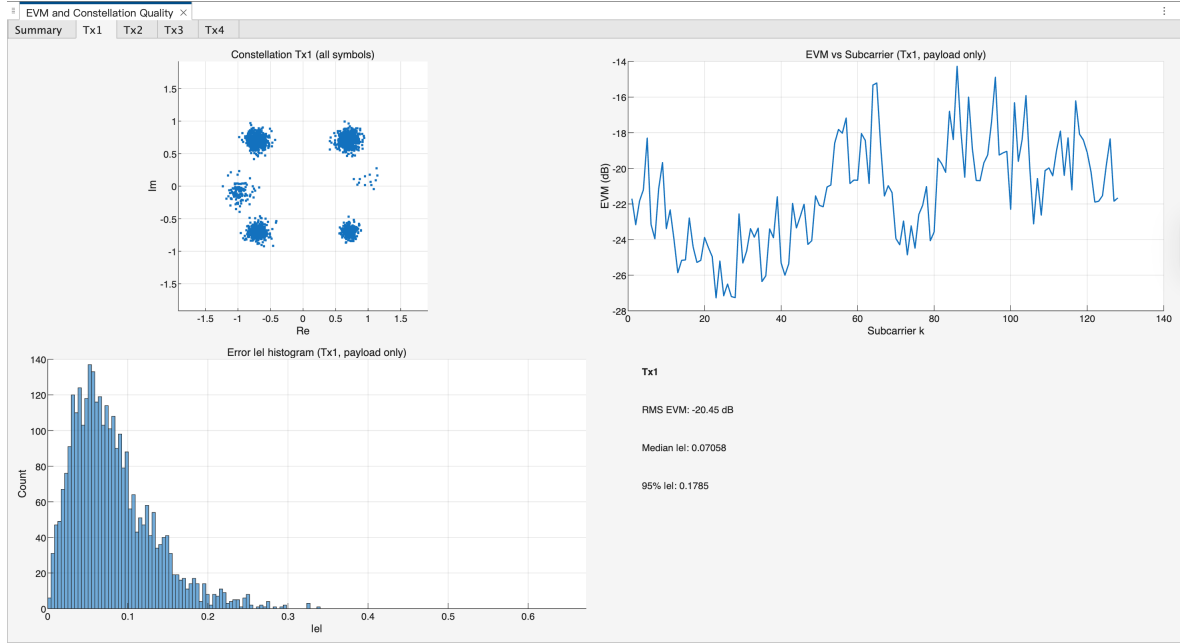 EVM and Constellation Quality ×
Summary Tx1 Tx2 Tx3 Tx4
Constellation Tx1 (all symbols)
1.5
1
0.5
0
-0.5
-1
-1.5
Im
-1.5 -1 -0.5 0 0.5 1 1.5
Re
EVM vs Subcarrier (Tx1, payload only)
-14
-16
-18
-20
-22
-24
-26
-28
EVM (dB)
0 20 40 60 80 100 120 140
Subcarrier k
Error lel histogram (Tx1, payload only)
140
120
100
80
60
40
20
0
Count
0 0.1 0.2 0.3 0.4 0.5 0.6
lel
Tx1
RMS EVM: -20.45 dB
Median lel: 0.07058
95% lel: 0.1785